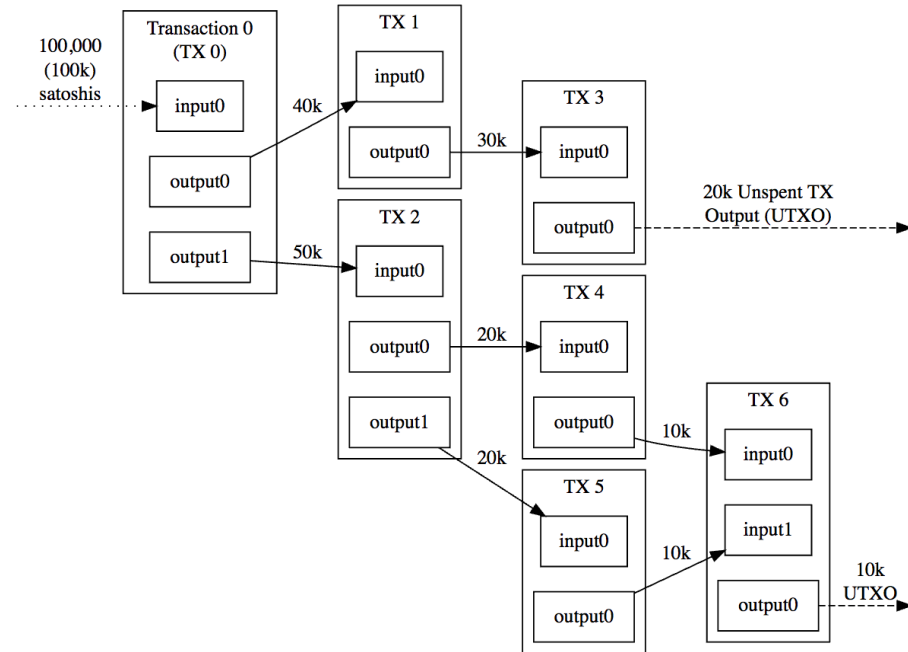 100,000
(100k)
satoshis
Transaction 0
(TX 0)
input0
output0
output1
40k
50k
TX 1
input0
output0
30k
TX 2
input0
output0
output1
20k
20k
TX 3
input0
output0
20k Unspent TX
Output (UTXO)
TX 4
input0
output0
10k
TX 5
input0
output0
10k
TX 6
input0
input1
output0
10k
UTXO